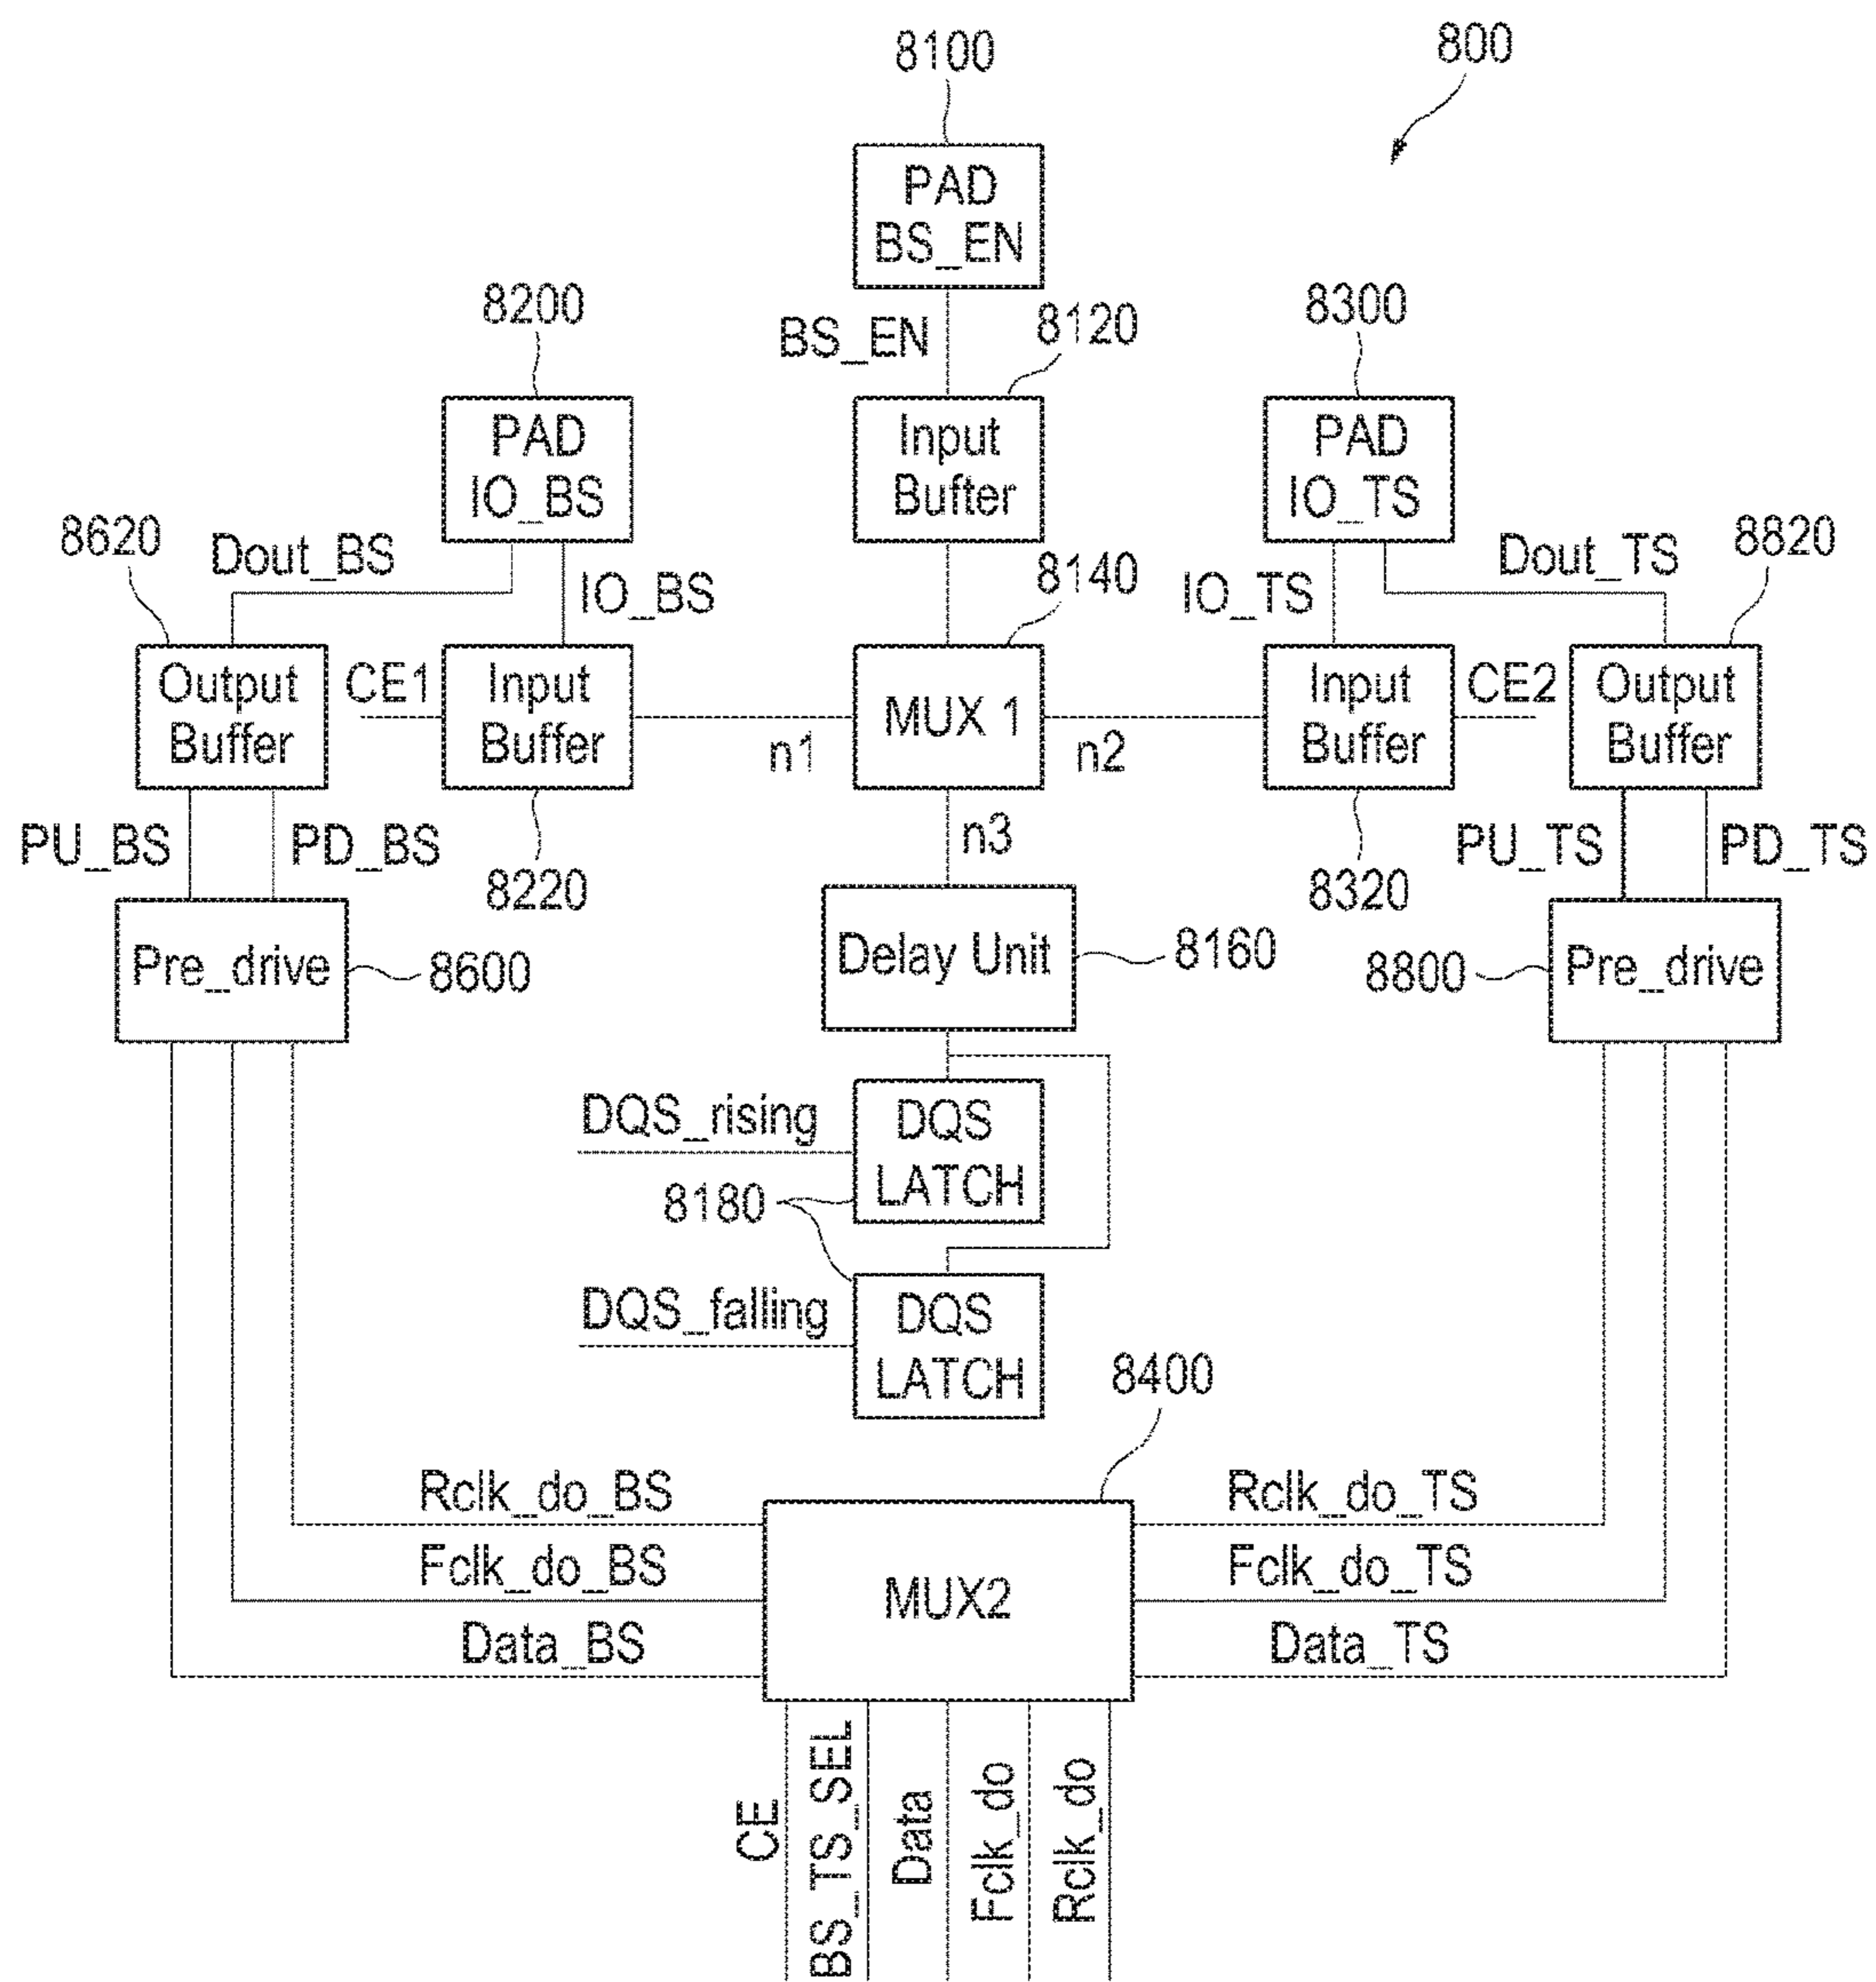 8100
800
PAD
BS_EN
8200
BS_EN
8120
8300
PAD
IO_BS
Input
Bufter
PAD
IO_TS
8620
Dout_BS
IO_BS
8140
IO_TS
Dout_TS
8820
Output
Buffer
CE1
Input
Buffer
n1
MUX 1
n2
Input
Buffer
CE2
Output
Buffer
PU_BS
PD_BS
8220
n3
8320
PU_TS
PD_TS
Pre_drive
8600
Delay Unit
8160
8800
Pre_drive
DQS_rising
DQS
LATCH
8180
DQS_falling
DQS
LATCH
8400
Rclk_do_BS
Fclk_do_BS
Data_BS
MUX2
Rclk_do_TS
Fclk_do_TS
Data_TS
CE
BS_TS_SEL
Data
Fclk_do
Rclk_do